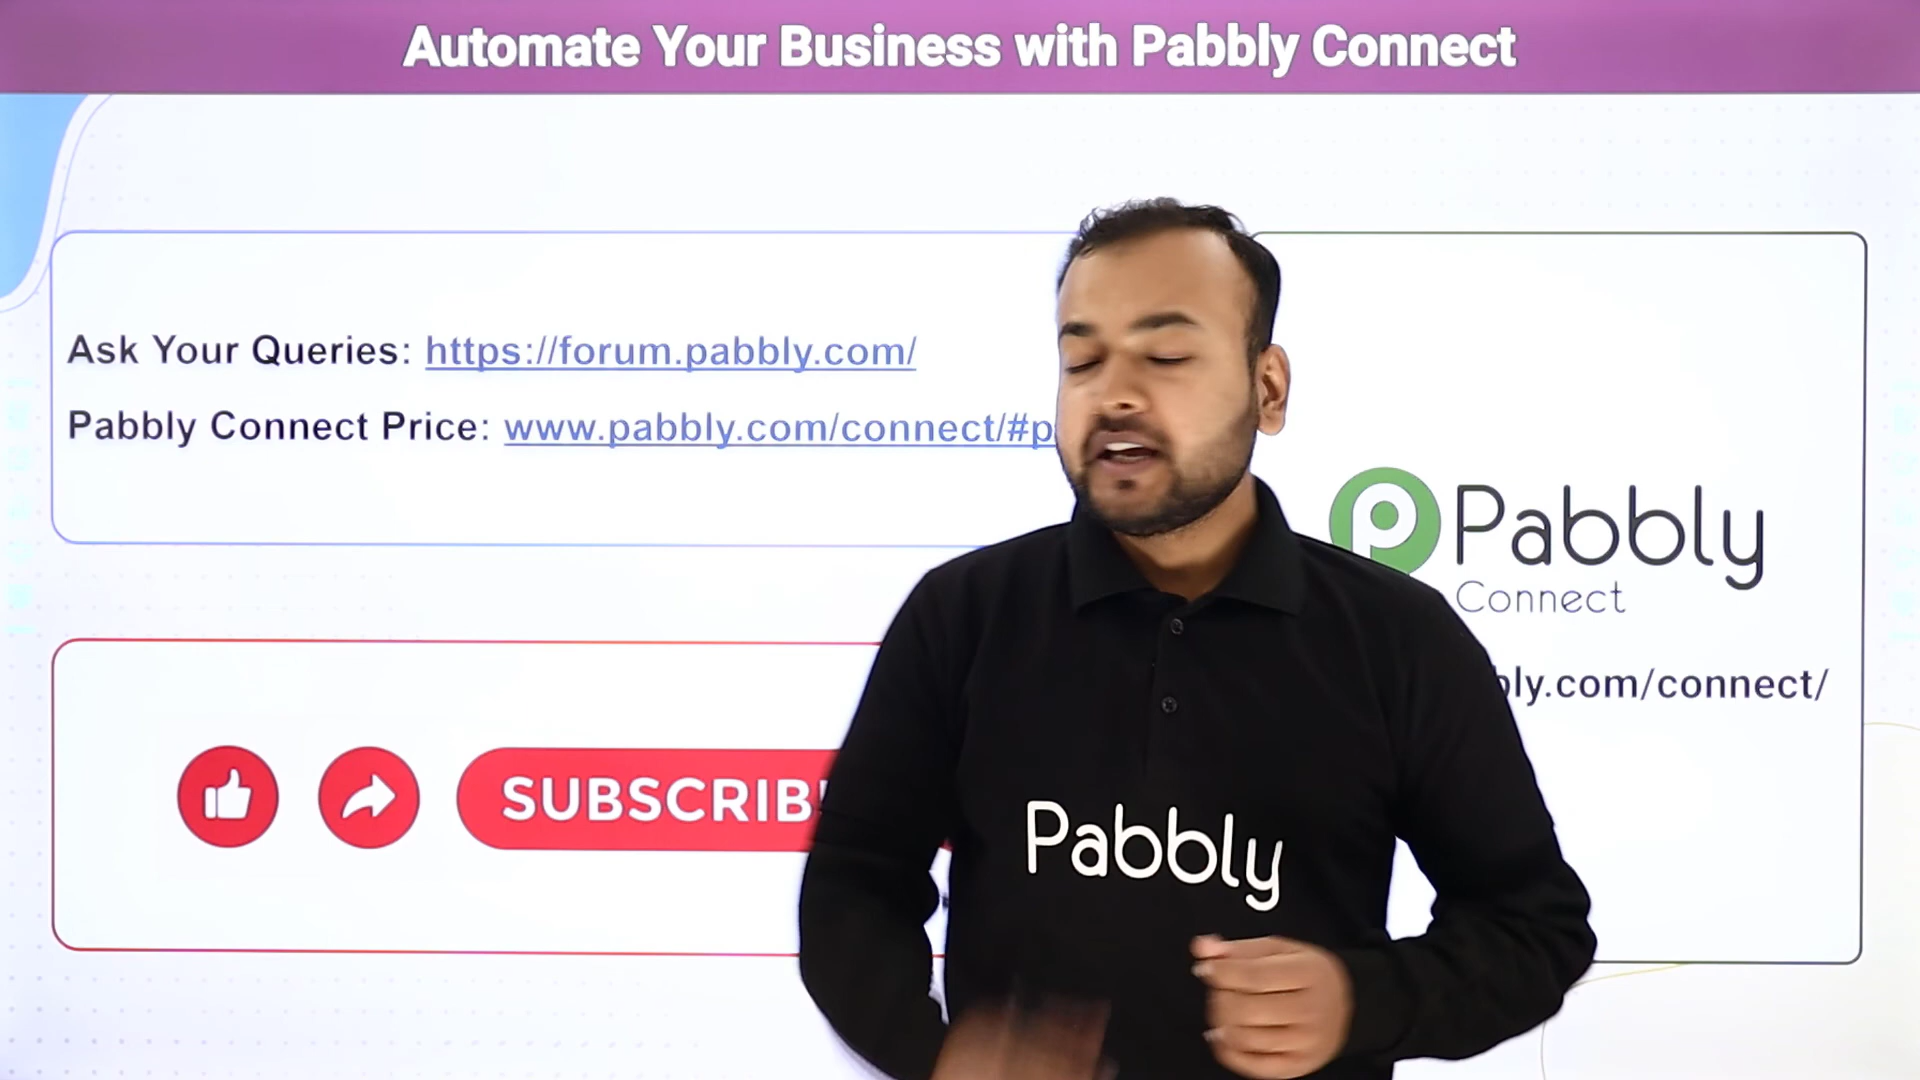 Automate Your Business with Pabbly Connect
Ask Your Queries: https://forum.pabbly.com/
Pabbly Connect Price: www.pabbly.com/connect/#p
Pabbly
Connect
bly.com/connect/
SUBSCRIB
Pabbly